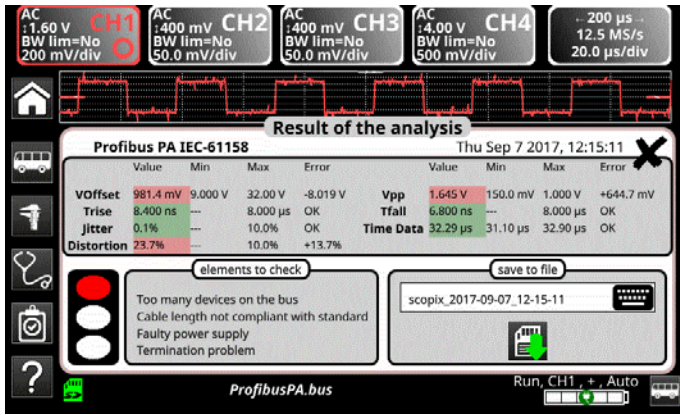 AC
↕1.60 V CH1
BW lim=No
200 mV/div
AC
↕400 mV CH2
BW lim=No
50.0 mV/div
AC
↕400 mV CH3
BW lim=No
50.0 mV/div
AC
↕4.00 V CH4
BW lim=No
500 mV/div
←200 µs→
12.5 MS/s
20.0 µs/div
Result of the analysis
Profibus PA IEC-61158 Thu Sep 7 2017, 12:15:11
Value Min Max Error Value Min Max Error
VOffset 981.4 mV 9.000 V 32.00 V -8.019 V Vpp 1.645 V 150.0 mV 1.000 V +644.7 mV
Trise 8.400 ns --- 8.000 µs OK Tfall 6.800 ns --- 8.000 µs OK
Jitter 0.1% --- 10.0% OK Time Data 32.29 µs 31.10 µs 32.90 µs OK
Distortion 23.7% --- 10.0% +13.7%
elements to check
Too many devices on the bus
Cable length not compliant with standard
Faulty power supply
Termination problem
save to file
scopix_2017-09-07_12-15-11
?
ProfibusPA.bus
Run, CH1 , + , Auto